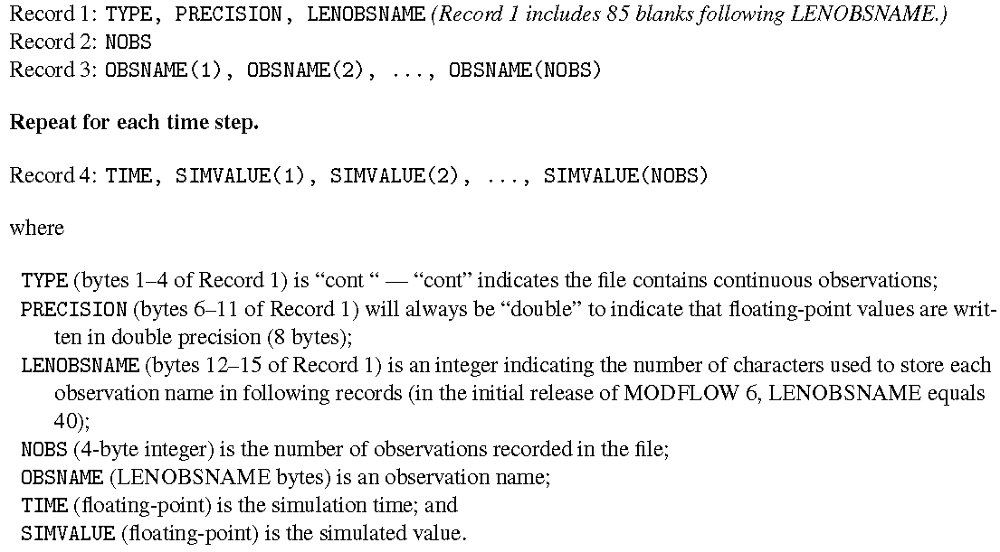 Record 1: TYPE, PRECISION, LENOBSNAME (Record 1 includes 85 blanks following LENOBSNAME.)
Record 2: NOBS
Record 3: OBSNAME(1), OBSNAME(2), ..., OBSNAME(NOBS)
Repeat for each time step.
Record 4: TIME, SIMVALUE(1), SIMVALUE(2), ..., SIMVALUE(NOBS)
where
TYPE (bytes 1–4 of Record 1) is “cont “ — “cont” indicates the file contains continuous observations;
PRECISION (bytes 6–11 of Record 1) will always be “double” to indicate that floating-point values are writ-
ten in double precision (8 bytes);
LENOBSNAME (bytes 12–15 of Record 1) is an integer indicating the number of characters used to store each
observation name in following records (in the initial release of MODFLOW 6, LENOBSNAME equals
40);
NOBS (4-byte integer) is the number of observations recorded in the file;
OBSNAME (LENOBSNAME bytes) is an observation name;
TIME (floating-point) is the simulation time; and
SIMVALUE (floating-point) is the simulated value.